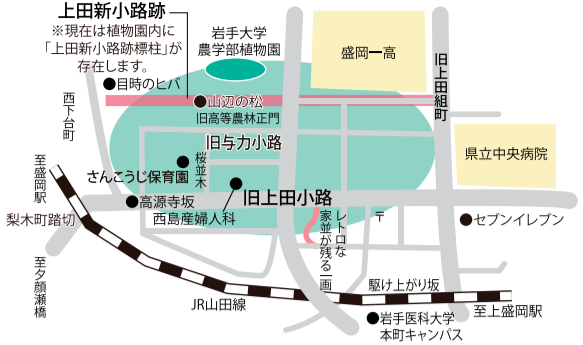 上田新小路跡
※現在は植物園内に
「上田新小路跡標柱」が
存在します。
岩手大学
農学部植物園
盛岡一高
旧上田組町
目時のヒバ
山辺の松
旧高等農林正門
西下台町
旧与力小路
県立中央病院
桜並木
さんこうじ保育園
至盛岡駅
高源寺坂
旧上田小路
西島産婦人科
梨木町踏切
レトロな
家並が残る一画
〒
セブンイレブン
至夕顔瀬橋
JR山田線
駆け上がり坂
至上盛岡駅
岩手医科大学
本町キャンパス